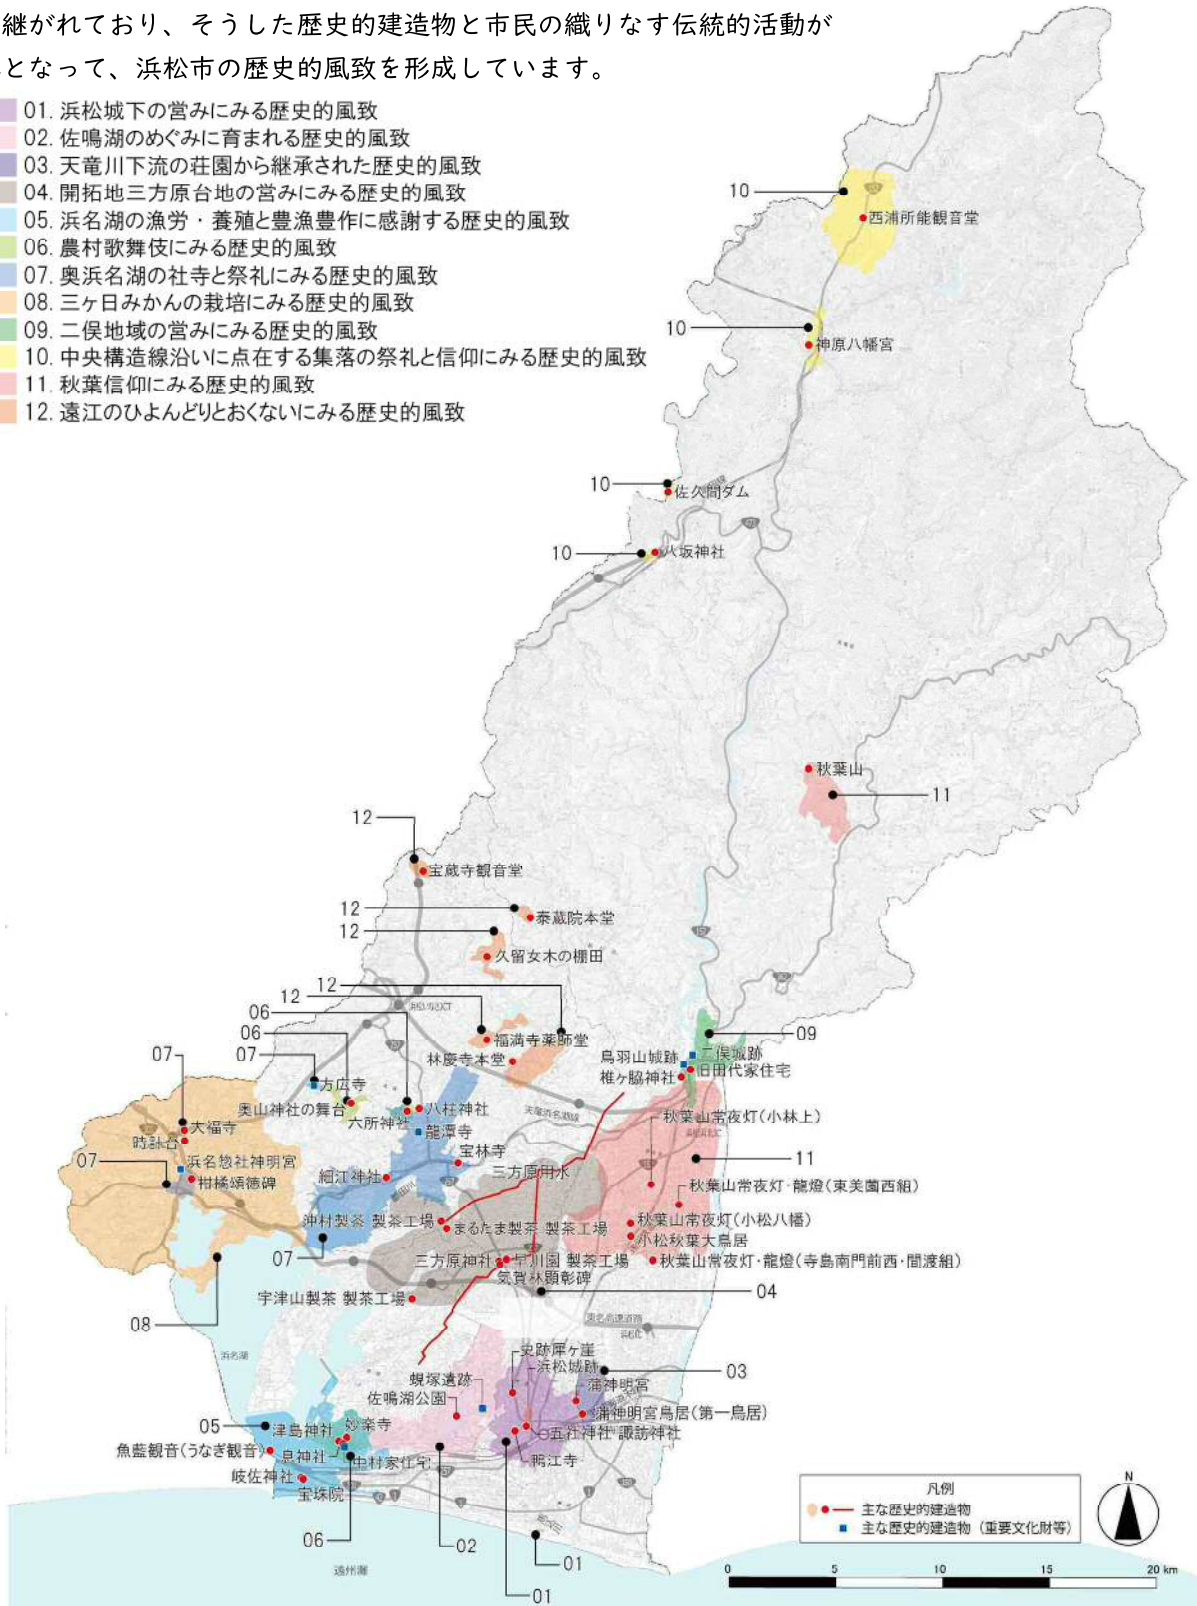 継がれており、そうした歴史的建造物と市民の織りなす伝統的活動が
となって、浜松市の歴史的風致を形成しています。
01. 浜松城下の営みにみる歴史的風致
02. 佐鳴湖のめぐみに育まれる歴史的風致
03. 天竜川下流の荘園から継承された歴史的風致
04. 開拓地三方原台地の営みにみる歴史的風致
05. 浜名湖の漁労・養殖と豊漁豊作に感謝する歴史的風致
06. 農村歌舞伎にみる歴史的風致
07. 奥浜名湖の社寺と祭礼にみる歴史的風致
08. 三ヶ日みかんの栽培にみる歴史的風致
09. 二俣地域の営みにみる歴史的風致
10. 中央構造線沿いに点在する集落の祭礼と信仰にみる歴史的風致
11. 秋葉信仰にみる歴史的風致
12. 遠江のひよんどりとおくないにみる歴史的風致
10
西浦所能観音堂
10
神原八幡宮
10
佐久間ダム
10
八坂神社
秋葉山
11
12
宝蔵寺観音堂
12
泰蔵院本堂
12
久留女木の棚田
12
12
06
06
福満寺薬師堂
林慶寺本堂
09
鳥羽山城跡
二俣城跡
椎ヶ脇神社
旧田代家住宅
07
07
方広寺
奥山神社の舞台
六所神社
八柱神社
天竜浜名湖線
秋葉山常夜灯(小林上)
大福寺
時計台
龍潭寺
07
浜名惣社神明宮
柑橘頌徳碑
宝林寺
細江神社
三方原用水
11
秋葉山常夜灯・龍燈(東美薗西組)
沖村製茶 製茶工場
まるたま製茶 製茶工場
秋葉山常夜灯(小松八幡)
小松秋葉大鳥居
07
三方原神社
早川園 製茶工場
秋葉山常夜灯・龍燈(寺島南門前西・間渡組)
気賀林顕彰碑
04
宇津山製茶 製茶工場
08
東名高速道路
浜名湖
史跡犀ヶ崖
浜松城跡
03
蜆塚遺跡
佐鳴湖公園
蒲神明宮
蒲神明宮鳥居(第一鳥居)
05
津島神社
妙楽寺
五社神社 諏訪神社
魚藍観音(うなぎ観音)
息神社
中村家住宅
鴨江寺
岐佐神社
宝珠院
06
02
01
01
遠州灘
凡例
主な歴史的建造物
主な歴史的建造物（重要文化財等）
N
0 5 10 15 20 km